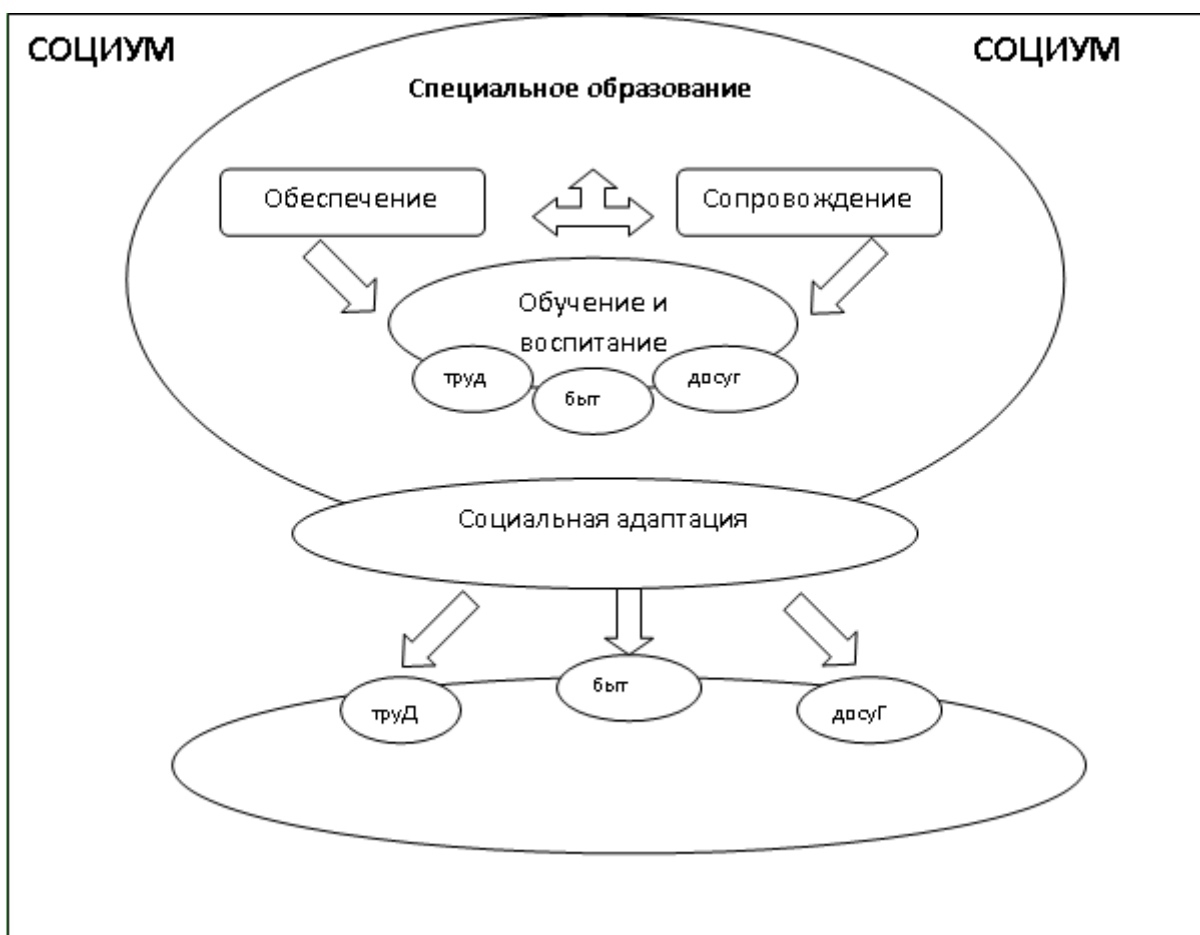 СОЦИУМ
СОЦИУМ
Специальное образование
Обеспечение
Сопровождение
Обучение и
воспитание
труд
быт
досуг
Социальная адаптация
труД
быт
досуГ